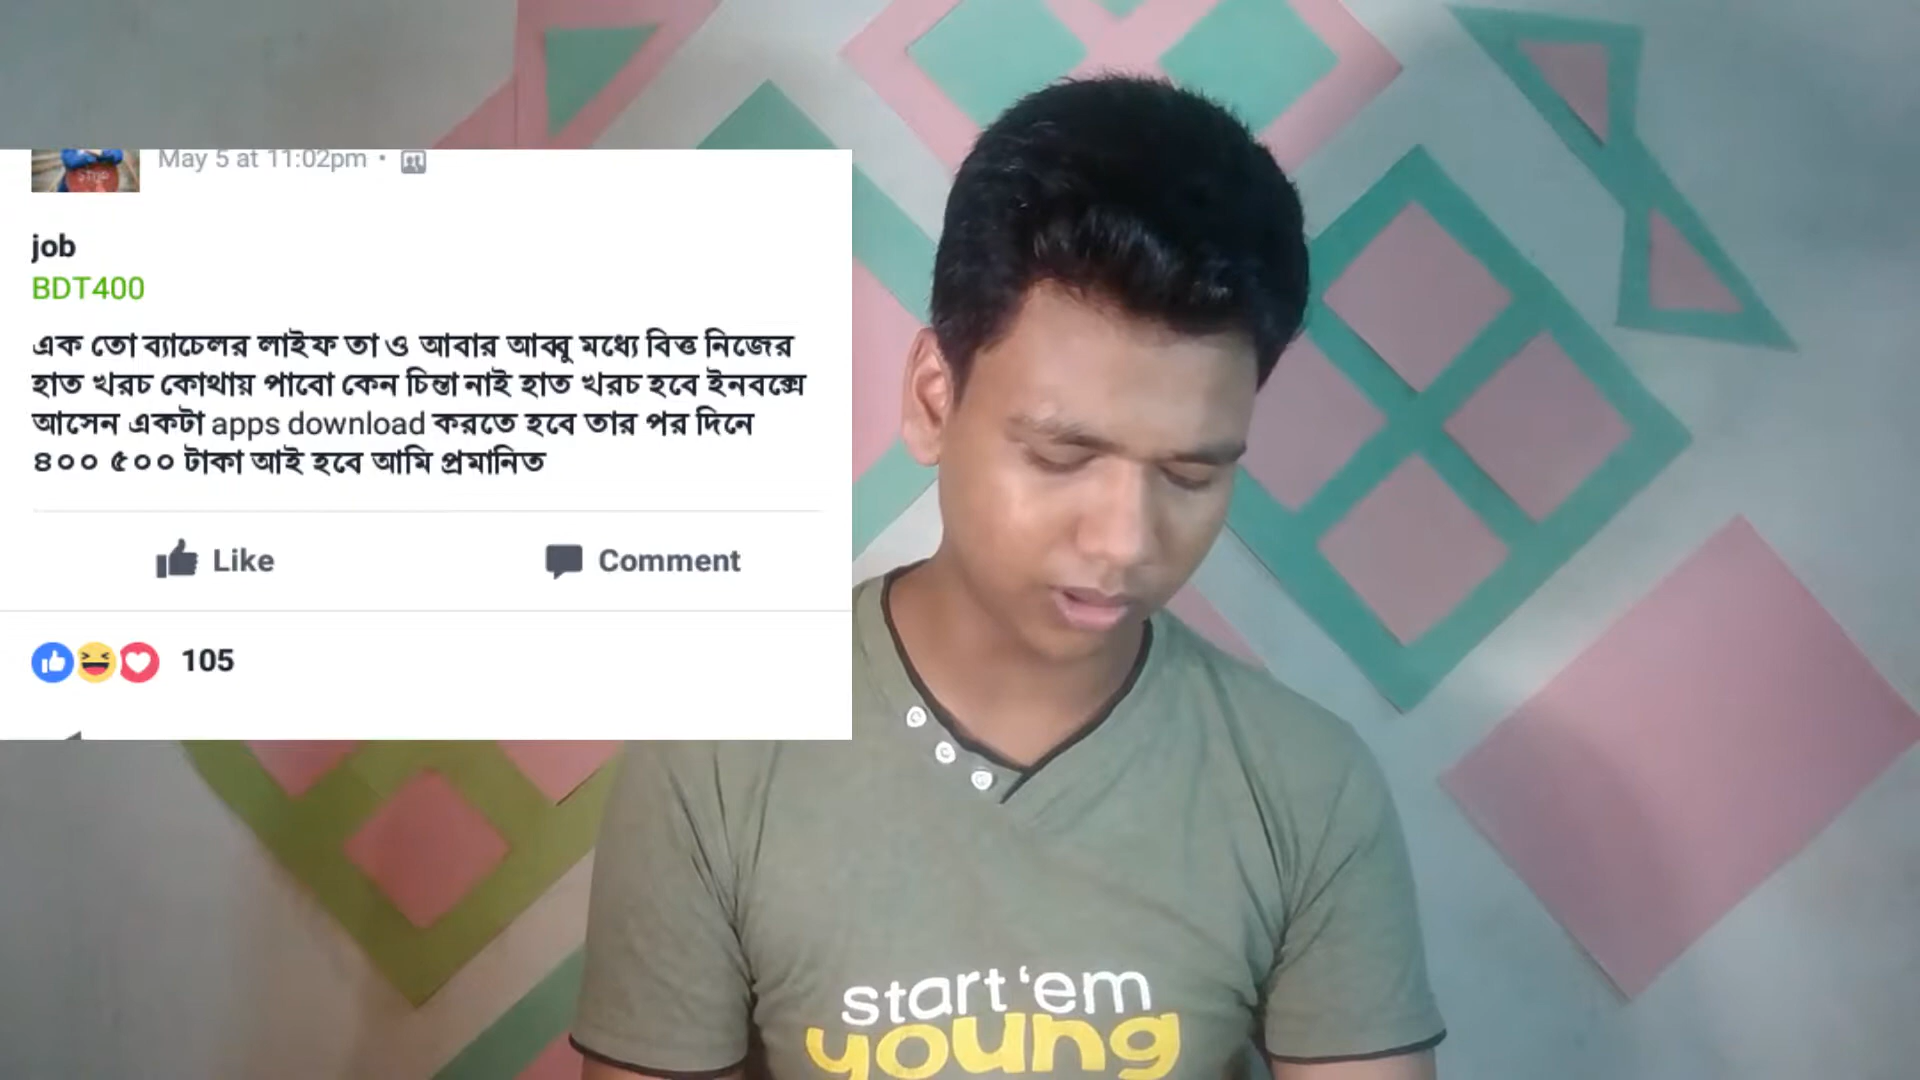 May 5 at 11:02pm
job
BDT400
এক তো ব্যাচেলর লাইফ তা ও আবার আব্বু মধ্যে বিত্ত নিজের
হাত খরচ কোথায় পাবো কেন চিন্তা নাই হাত খরচ হবে ইনবক্সে
আসেন একটা apps download করতে হবে তার পর দিনে
৪০০ ৫০০ টাকা আই হবে আমি প্রমানিত
Like Comment
105
start 'em
young